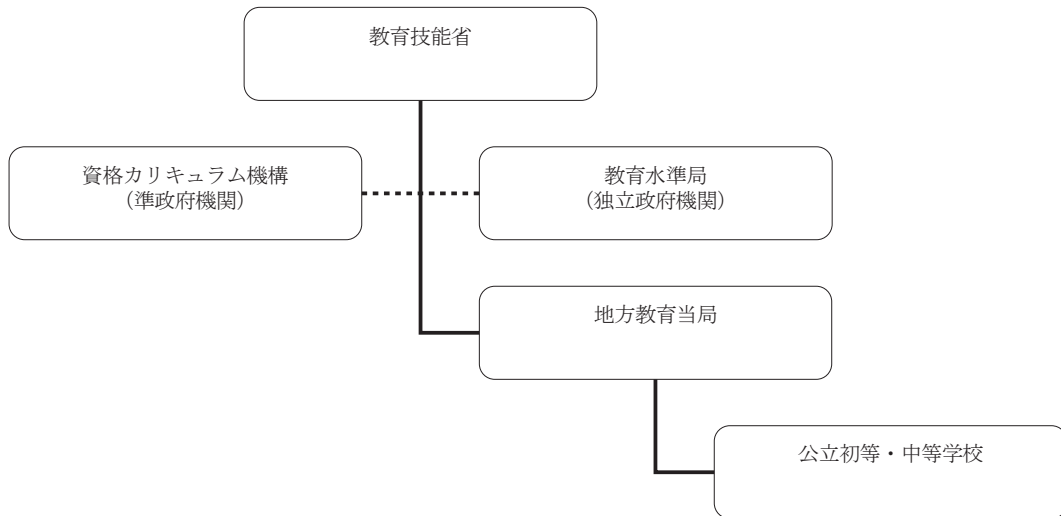 教育技能省
資格カリキュラム機構
（準政府機関）
教育水準局
（独立政府機関）
地方教育当局
公立初等・中等学校